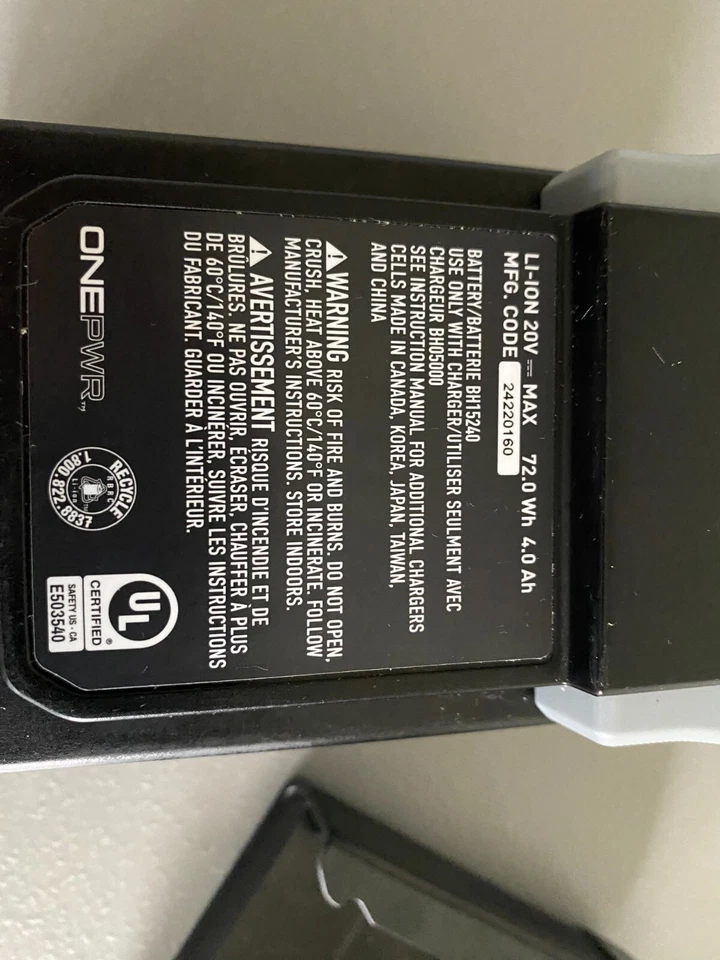 LI-ION 20V ⎓ MAX 72.0 Wh 4.0 Ah
MFG. CODE 24220160
BATTERY/BATTERIE BH15240
USE ONLY WITH CHARGER/UTILISER SEULMENT AVEC
CHARGEUR BH05000
SEE INSTRUCTION MANUAL FOR ADDITIONAL CHARGERS
CELLS MADE IN CANADA, KOREA, JAPAN, TAIWAN,
AND CHINA
⚠WARNING RISK OF FIRE AND BURNS. DO NOT OPEN,
CRUSH, HEAT ABOVE 60°C/140°F OR INCINERATE. FOLLOW
MANUFACTURER'S INSTRUCTIONS. STORE INDOORS.
⚠ AVERTISSEMENT RISQUE D'INCENDIE ET DE
BRÛLURES. NE PAS OUVRIR, ÉCRASER, CHAUFFER À PLUS
DE 60°C/140°F OU INCINÉRER. SUIVRE LES INSTRUCTIONS
DU FABRICANT. GUARDER À L'INTÉRIEUR.
ONEPWR™
RECYCLE
RBRC
Li-ion
1.800.822.8837
UL
CERTIFIED®
SAFETY US - CA
E503540